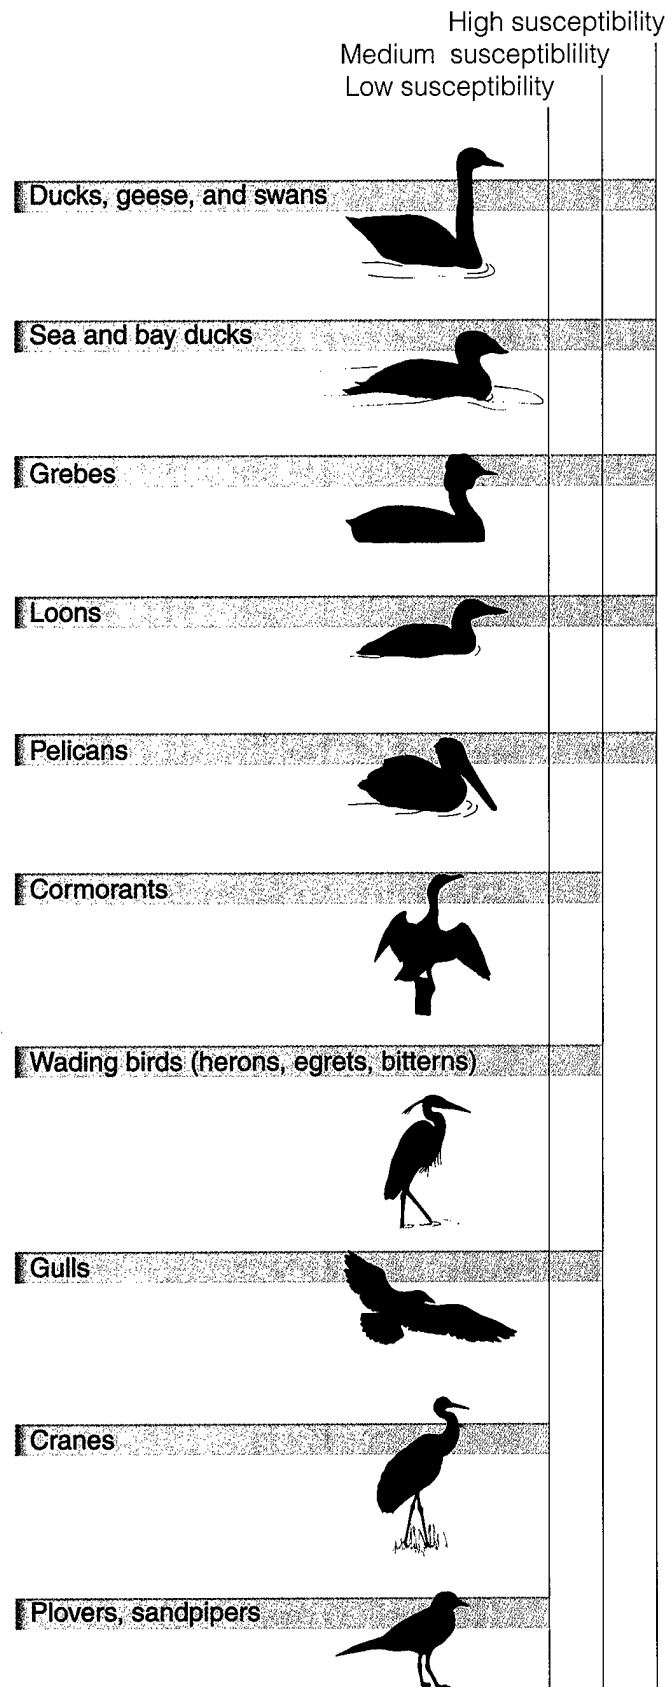 High susceptibility
Medium susceptiblility
Low susceptibility
Ducks, geese, and swans
Sea and bay ducks
Grebes
Loons
Pelicans
Cormorants
Wading birds (herons, egrets, bitterns)
Gulls
Cranes
Plovers, sandpipers